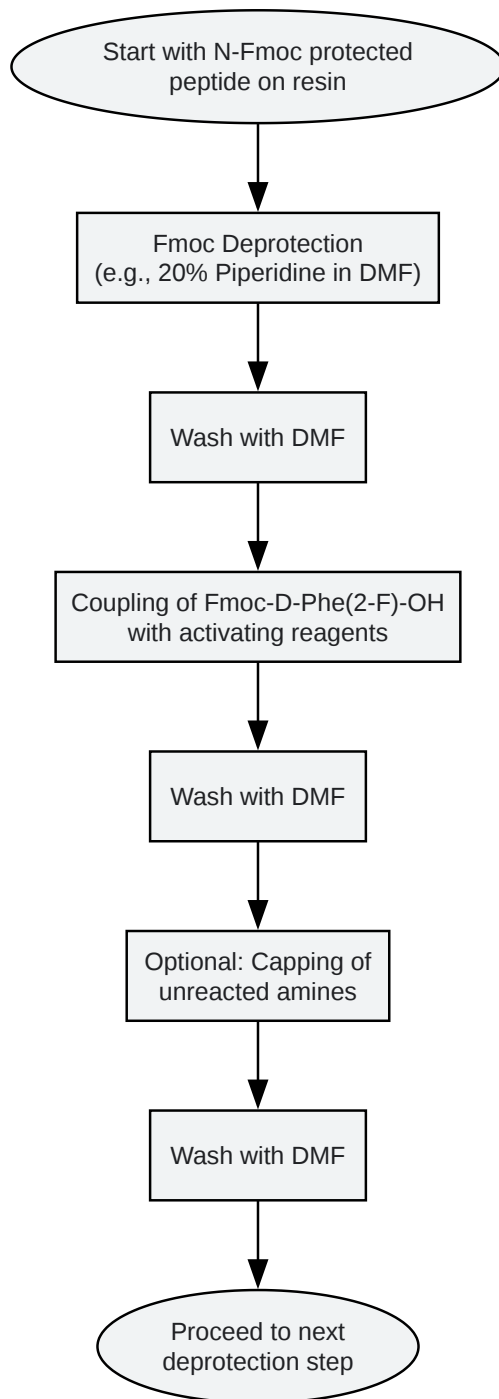 Start with N-Fmoc protected
peptide on resin
Fmoc Deprotection
(e.g., 20% Piperidine in DMF)
Wash with DMF
Coupling of Fmoc-D-Phe(2-F)-OH
with activating reagents
Wash with DMF
Optional: Capping of
unreacted amines
Wash with DMF
Proceed to next
deprotection step